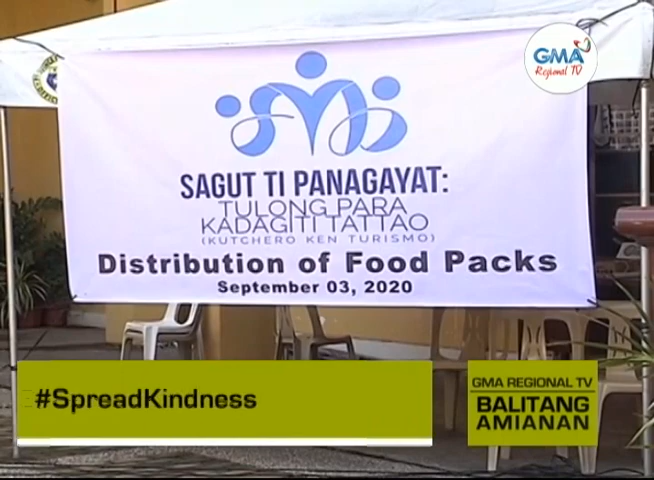 GMA
Regional TV
SAGUT TI PANAGAYAT:
TULONG PARA
KADAGITI TATTAO
(KUTCHERO KEN TURISMO)
Distribution of Food Packs
September 03, 2020
#SpreadKindness
GMA REGIONAL TV
BALITANG
AMIANAN